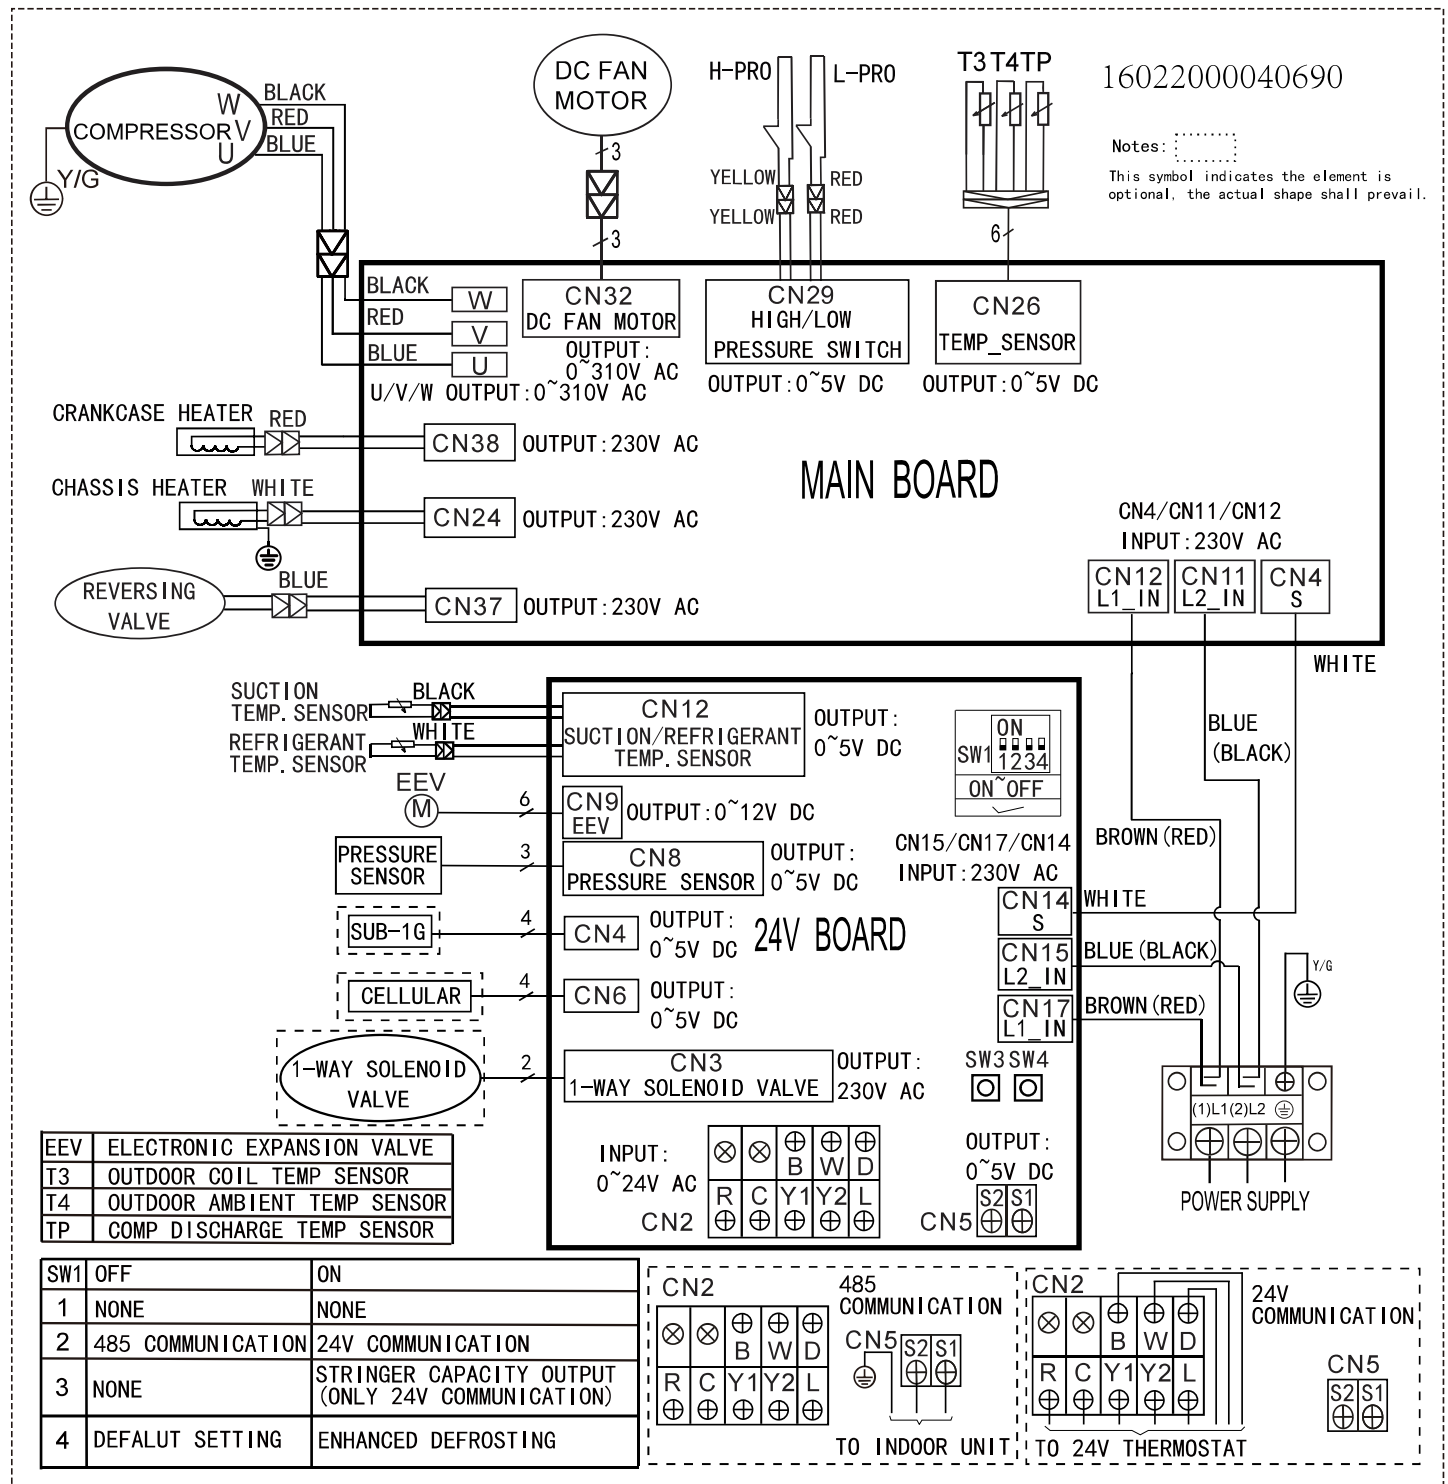 COMPRESSOR
W
V
U
BLACK
RED
BLUE
Y/G
DC FAN
MOTOR
3
3
H-PRO
L-PRO
YELLOW
RED
YELLOW
RED
T3 T4 TP
6
16022000040690
Notes:
This symbol indicates the element is
optional, the actual shape shall prevail.
BLACK
W
RED
V
BLUE
U
U/V/W OUTPUT:0~310V AC
CN32
DC FAN MOTOR
OUTPUT:
0~310V AC
CN29
HIGH/LOW
PRESSURE SWITCH
OUTPUT:0~5V DC
CN26
TEMP_SENSOR
OUTPUT:0~5V DC
CRANKCASE HEATER
RED
CN38
OUTPUT:230V AC
CHASSIS HEATER
WHITE
CN24
OUTPUT:230V AC
REVERSING
VALVE
BLUE
CN37
OUTPUT:230V AC
MAIN BOARD
CN4/CN11/CN12
INPUT:230V AC
CN12
L1_IN
CN11
L2_IN
CN4
S
WHITE
BLUE
(BLACK)
BROWN(RED)
SUCTION
TEMP. SENSOR
BLACK
REFRIGERANT
TEMP. SENSOR
WHITE
CN12
SUCTION/REFRIGERANT
TEMP. SENSOR
OUTPUT:
0~5V DC
SW1
ON
1234
ON~OFF
EEV
M
6
CN9
EEV
OUTPUT:0~12V DC
PRESSURE
SENSOR
3
CN8
PRESSURE SENSOR
OUTPUT:
0~5V DC
CN15/CN17/CN14
INPUT:230V AC
SUB-1G
4
CN4
OUTPUT:
0~5V DC
24V BOARD
CN14
S
WHITE
CN15
L2_IN
BLUE(BLACK)
CN17
L1_IN
BROWN(RED)
Y/G
CELLULAR
4
CN6
OUTPUT:
0~5V DC
1-WAY SOLENOID
VALVE
2
CN3
1-WAY SOLENOID VALVE
OUTPUT:
230V AC
SW3 SW4
(1)L1 (2)L2
POWER SUPPLY
INPUT:
0~24V AC
CN2
B W D
R C Y1 Y2 L
OUTPUT:
0~5V DC
CN5
S2 S1
EEV ELECTRONIC EXPANSION VALVE
T3 OUTDOOR COIL TEMP SENSOR
T4 OUTDOOR AMBIENT TEMP SENSOR
TP COMP DISCHARGE TEMP SENSOR
SW1 OFF ON
1 NONE NONE
2 485 COMMUNICATION 24V COMMUNICATION
3 NONE STRINGER CAPACITY OUTPUT
(ONLY 24V COMMUNICATION)
4 DEFALUT SETTING ENHANCED DEFROSTING
CN2
B W D
R C Y1 Y2 L
485
COMMUNICATION
CN5
S2 S1
TO INDOOR UNIT
CN2
B W D
R C Y1 Y2 L
24V
COMMUNICATION
CN5
S2 S1
TO 24V THERMOSTAT